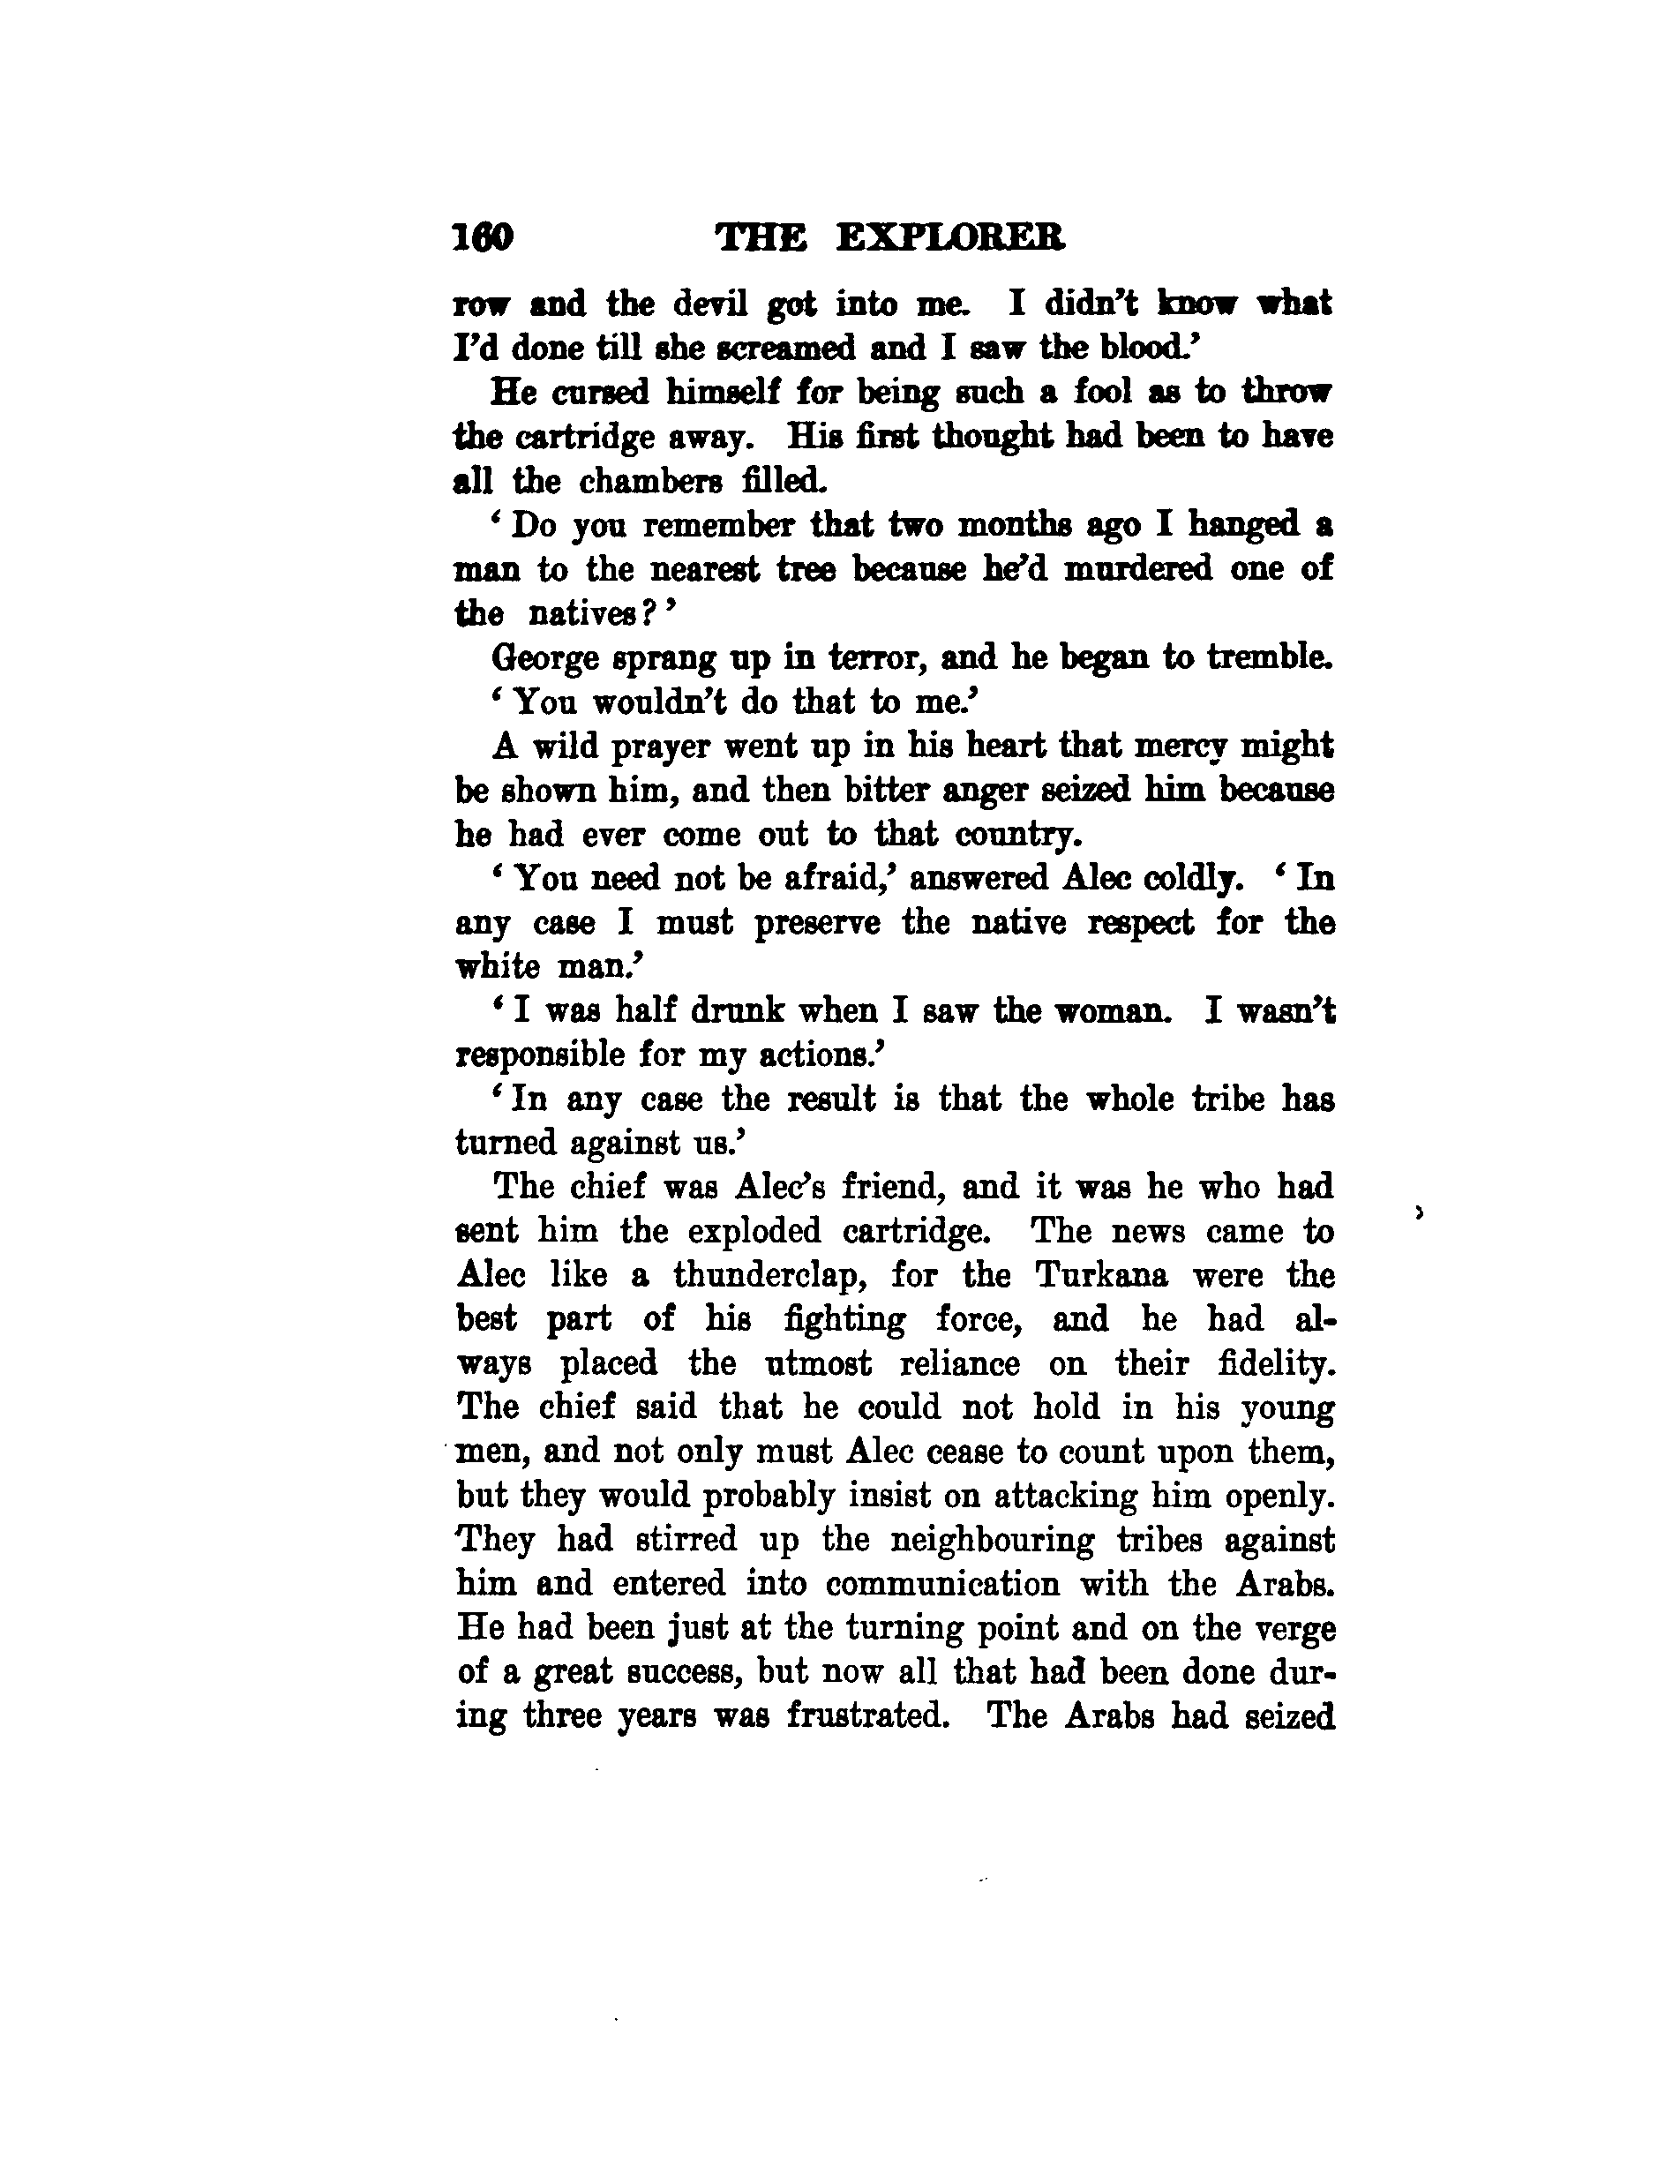 160 THE EXPLORER
row and the devil got into me. I didn't know what
I'd done till she screamed and I saw the blood.'
He cursed himself for being such a fool as to throw
the cartridge away. His first thought had been to have
all the chambers filled.
' Do you remember that two months ago I hanged a
man to the nearest tree because he'd murdered one of
the natives? '
George sprang up in terror, and he began to tremble.
' You wouldn't do that to me.'
A wild prayer went up in his heart that mercy might
be shown him, and then bitter anger seized him because
he had ever come out to that country.
' You need not be afraid,' answered Alec coldly. ' In
any case I must preserve the native respect for the
white man.'
' I was half drunk when I saw the woman. I wasn't
responsible for my actions.'
' In any case the result is that the whole tribe has
turned against us.'
The chief was Alec's friend, and it was he who had
sent him the exploded cartridge. The news came to
Alec like a thunderclap, for the Turkana were the
best part of his fighting force, and he had al-
ways placed the utmost reliance on their fidelity.
The chief said that he could not hold in his young
men, and not only must Alec cease to count upon them,
but they would probably insist on attacking him openly.
They had stirred up the neighbouring tribes against
him and entered into communication with the Arabs.
He had been just at the turning point and on the verge
of a great success, but now all that had been done dur-
ing three years was frustrated. The Arabs had seized